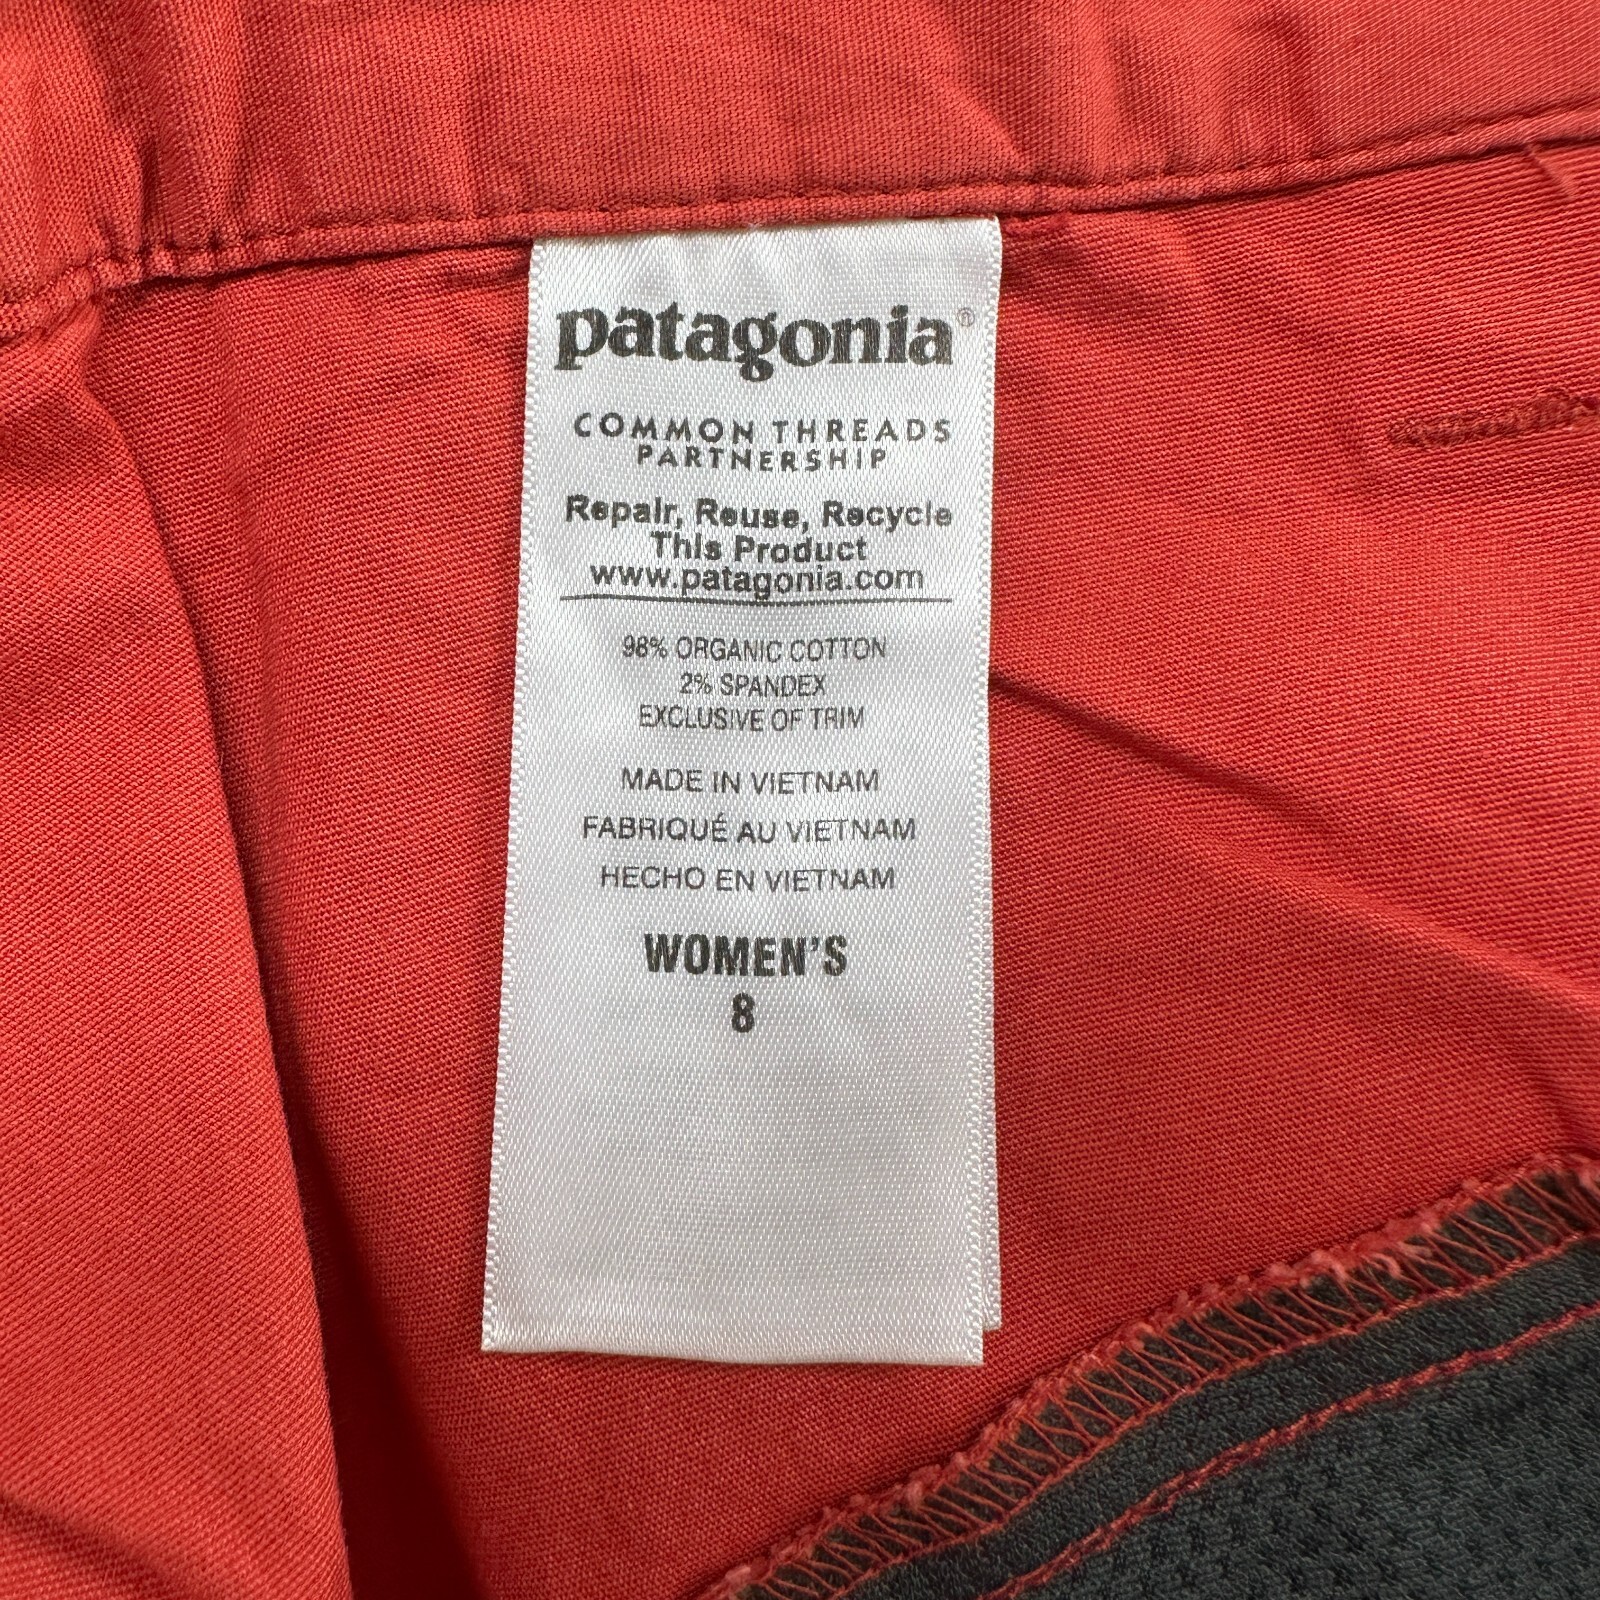 patagonia®
COMMON THREADS
PARTNERSHIP
Repair, Reuse, Recycle
This Product
www.patagonia.com
98% ORGANIC COTTON
2% SPANDEX
EXCLUSIVE OF TRIM
MADE IN VIETNAM
FABRIQUÉ AU VIETNAM
HECHO EN VIETNAM
WOMEN'S
8